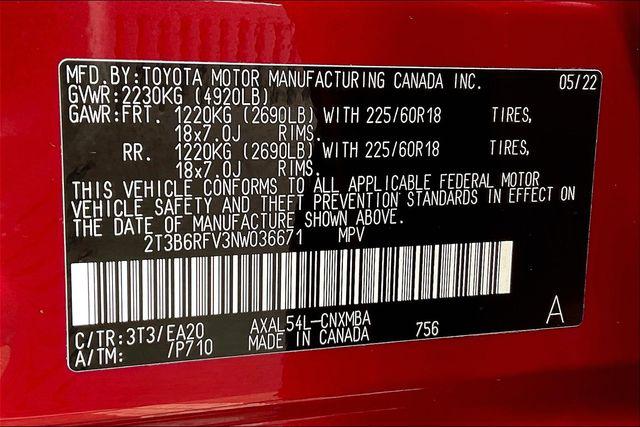 MFD.BY:TOYOTA MOTOR MANUFACTURING CANADA INC. 05/22
GVWR:2230KG (4920LB)
GAWR:FRT. 1220KG (2690LB) WITH 225/60R18 TIRES,
18x7.0J RIMS.
RR. 1220KG (2690LB) WITH 225/60R18 TIRES,
18x7.0J RIMS.
THIS VEHICLE CONFORMS TO ALL APPLICABLE FEDERAL MOTOR
VEHICLE SAFETY AND THEFT PREVENTION STANDARDS IN EFFECT ON
THE DATE OF MANUFACTURE SHOWN ABOVE.
2T3B6RFV3NW036671 MPV
C/TR:3T3/EA20 AXAL54L-CNXMBA 756 A
A/TM: /P710 MADE IN CANADA